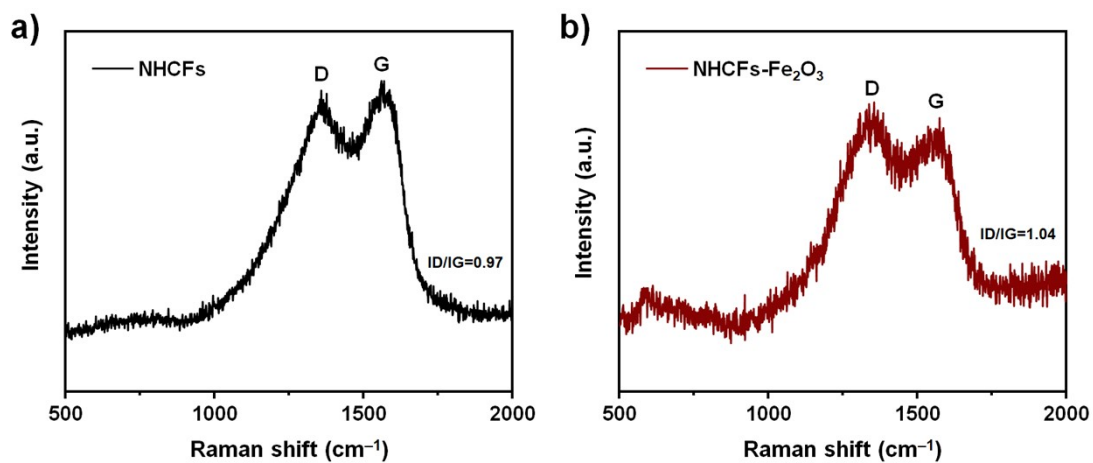 a)
NHCFs
D
G
ID/IG=0.97
Intensity (a.u.)
500
1000
1500
2000
Raman shift (cm⁻¹)
b)
NHCFs-Fe₂O₃
D
G
ID/IG=1.04
Intensity (a.u.)
500
1000
1500
2000
Raman shift (cm⁻¹)